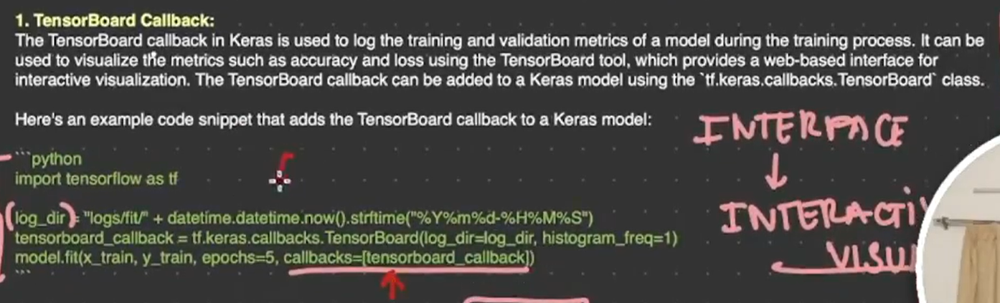 1. TensorBoard Callback:
The TensorBoard callback in Keras is used to log the training and validation metrics of a model during the training process. It can be
used to visualize the metrics such as accuracy and loss using the TensorBoard tool, which provides a web-based interface for
interactive visualization. The TensorBoard callback can be added to a Keras model using the `tf.keras.callbacks.TensorBoard` class.
Here's an example code snippet that adds the TensorBoard callback to a Keras model:
```python
import tensorflow as tf
log_dir = "logs/fit/" + datetime.datetime.now().strftime("%Y%m%d-%H%M%S")
tensorboard_callback = tf.keras.callbacks.TensorBoard(log_dir=log_dir, histogram_freq=1)
model.fit(x_train, y_train, epochs=5, callbacks=[tensorboard_callback])
```
INTERFACE
↓
INTERACTIV
VISU